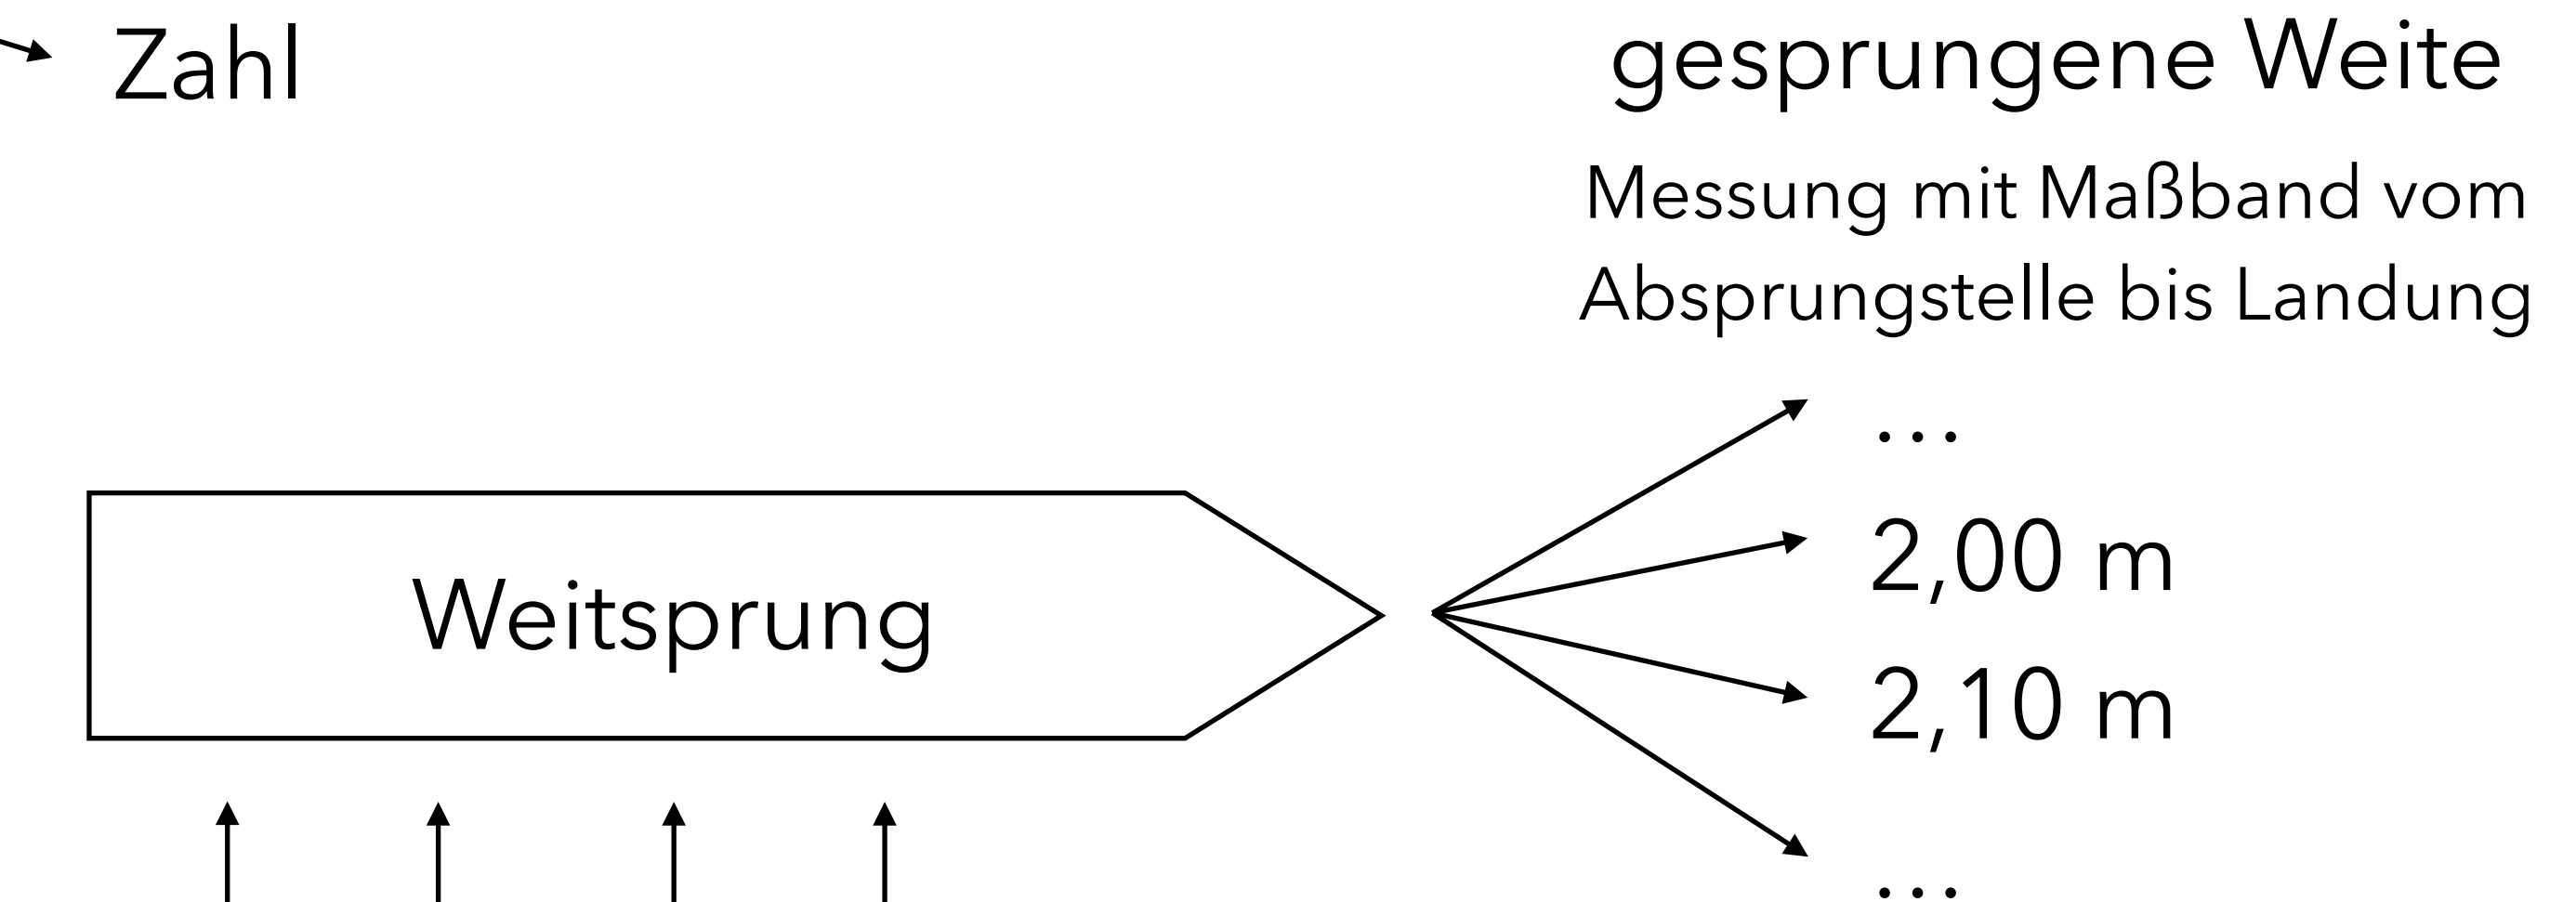 Zahl
gesprungene Weite
Messung mit Maßband vom
Absprungstelle bis Landung
...
Weitsprung
2,00 m
2,10 m
...